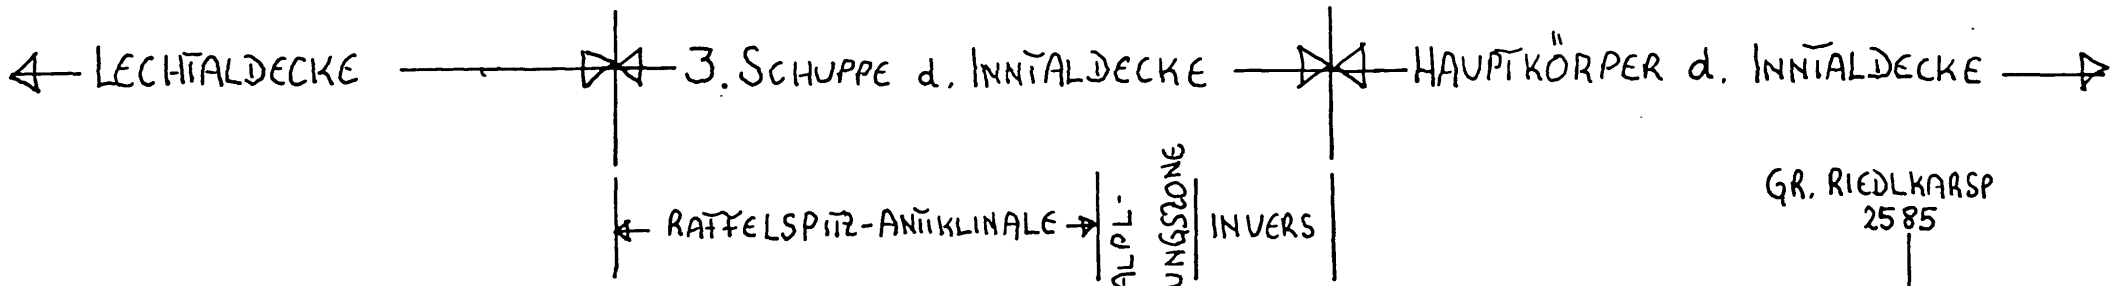 LECHTALDECKE 3. SCHUPPE d. INNTALDECKE HAUPTKÖRPER d. INNTALDECKE
GR. RIEDLKARSP
2585
RAFFELSPITZ-ANTIKLINALE INVERS